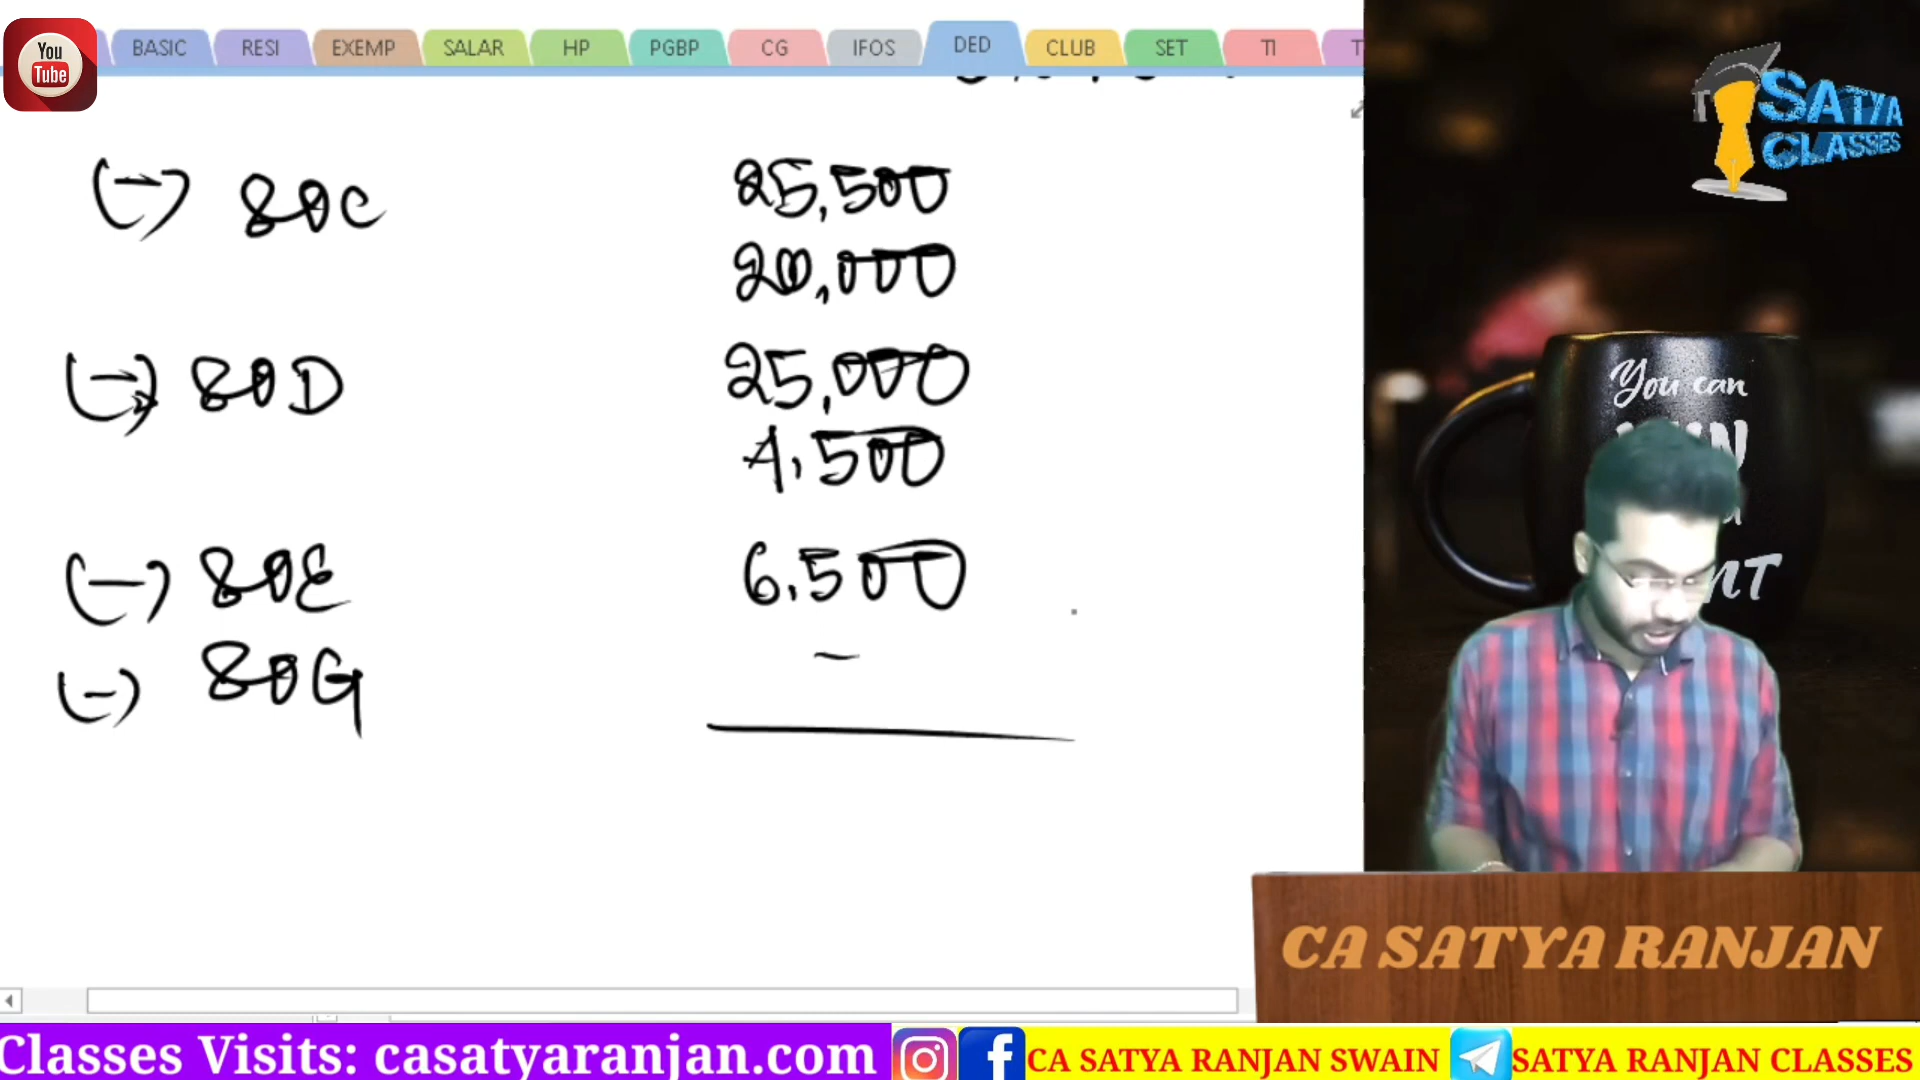 You
Tube
BASIC RESI EXEMP SALAR HP PGBP CG IFOS DED CLUB SET TI T
SATYA
CLASSES
(-) 80C 25,500
20,000
(-) 80D 25,000
4,500
(-) 80E 6,500
(-) 80G -
You can
CA SATYA RANJAN
Classes Visits: casatyaranjan.com CA SATYA RANJAN SWAIN SATYA RANJAN CLASSES